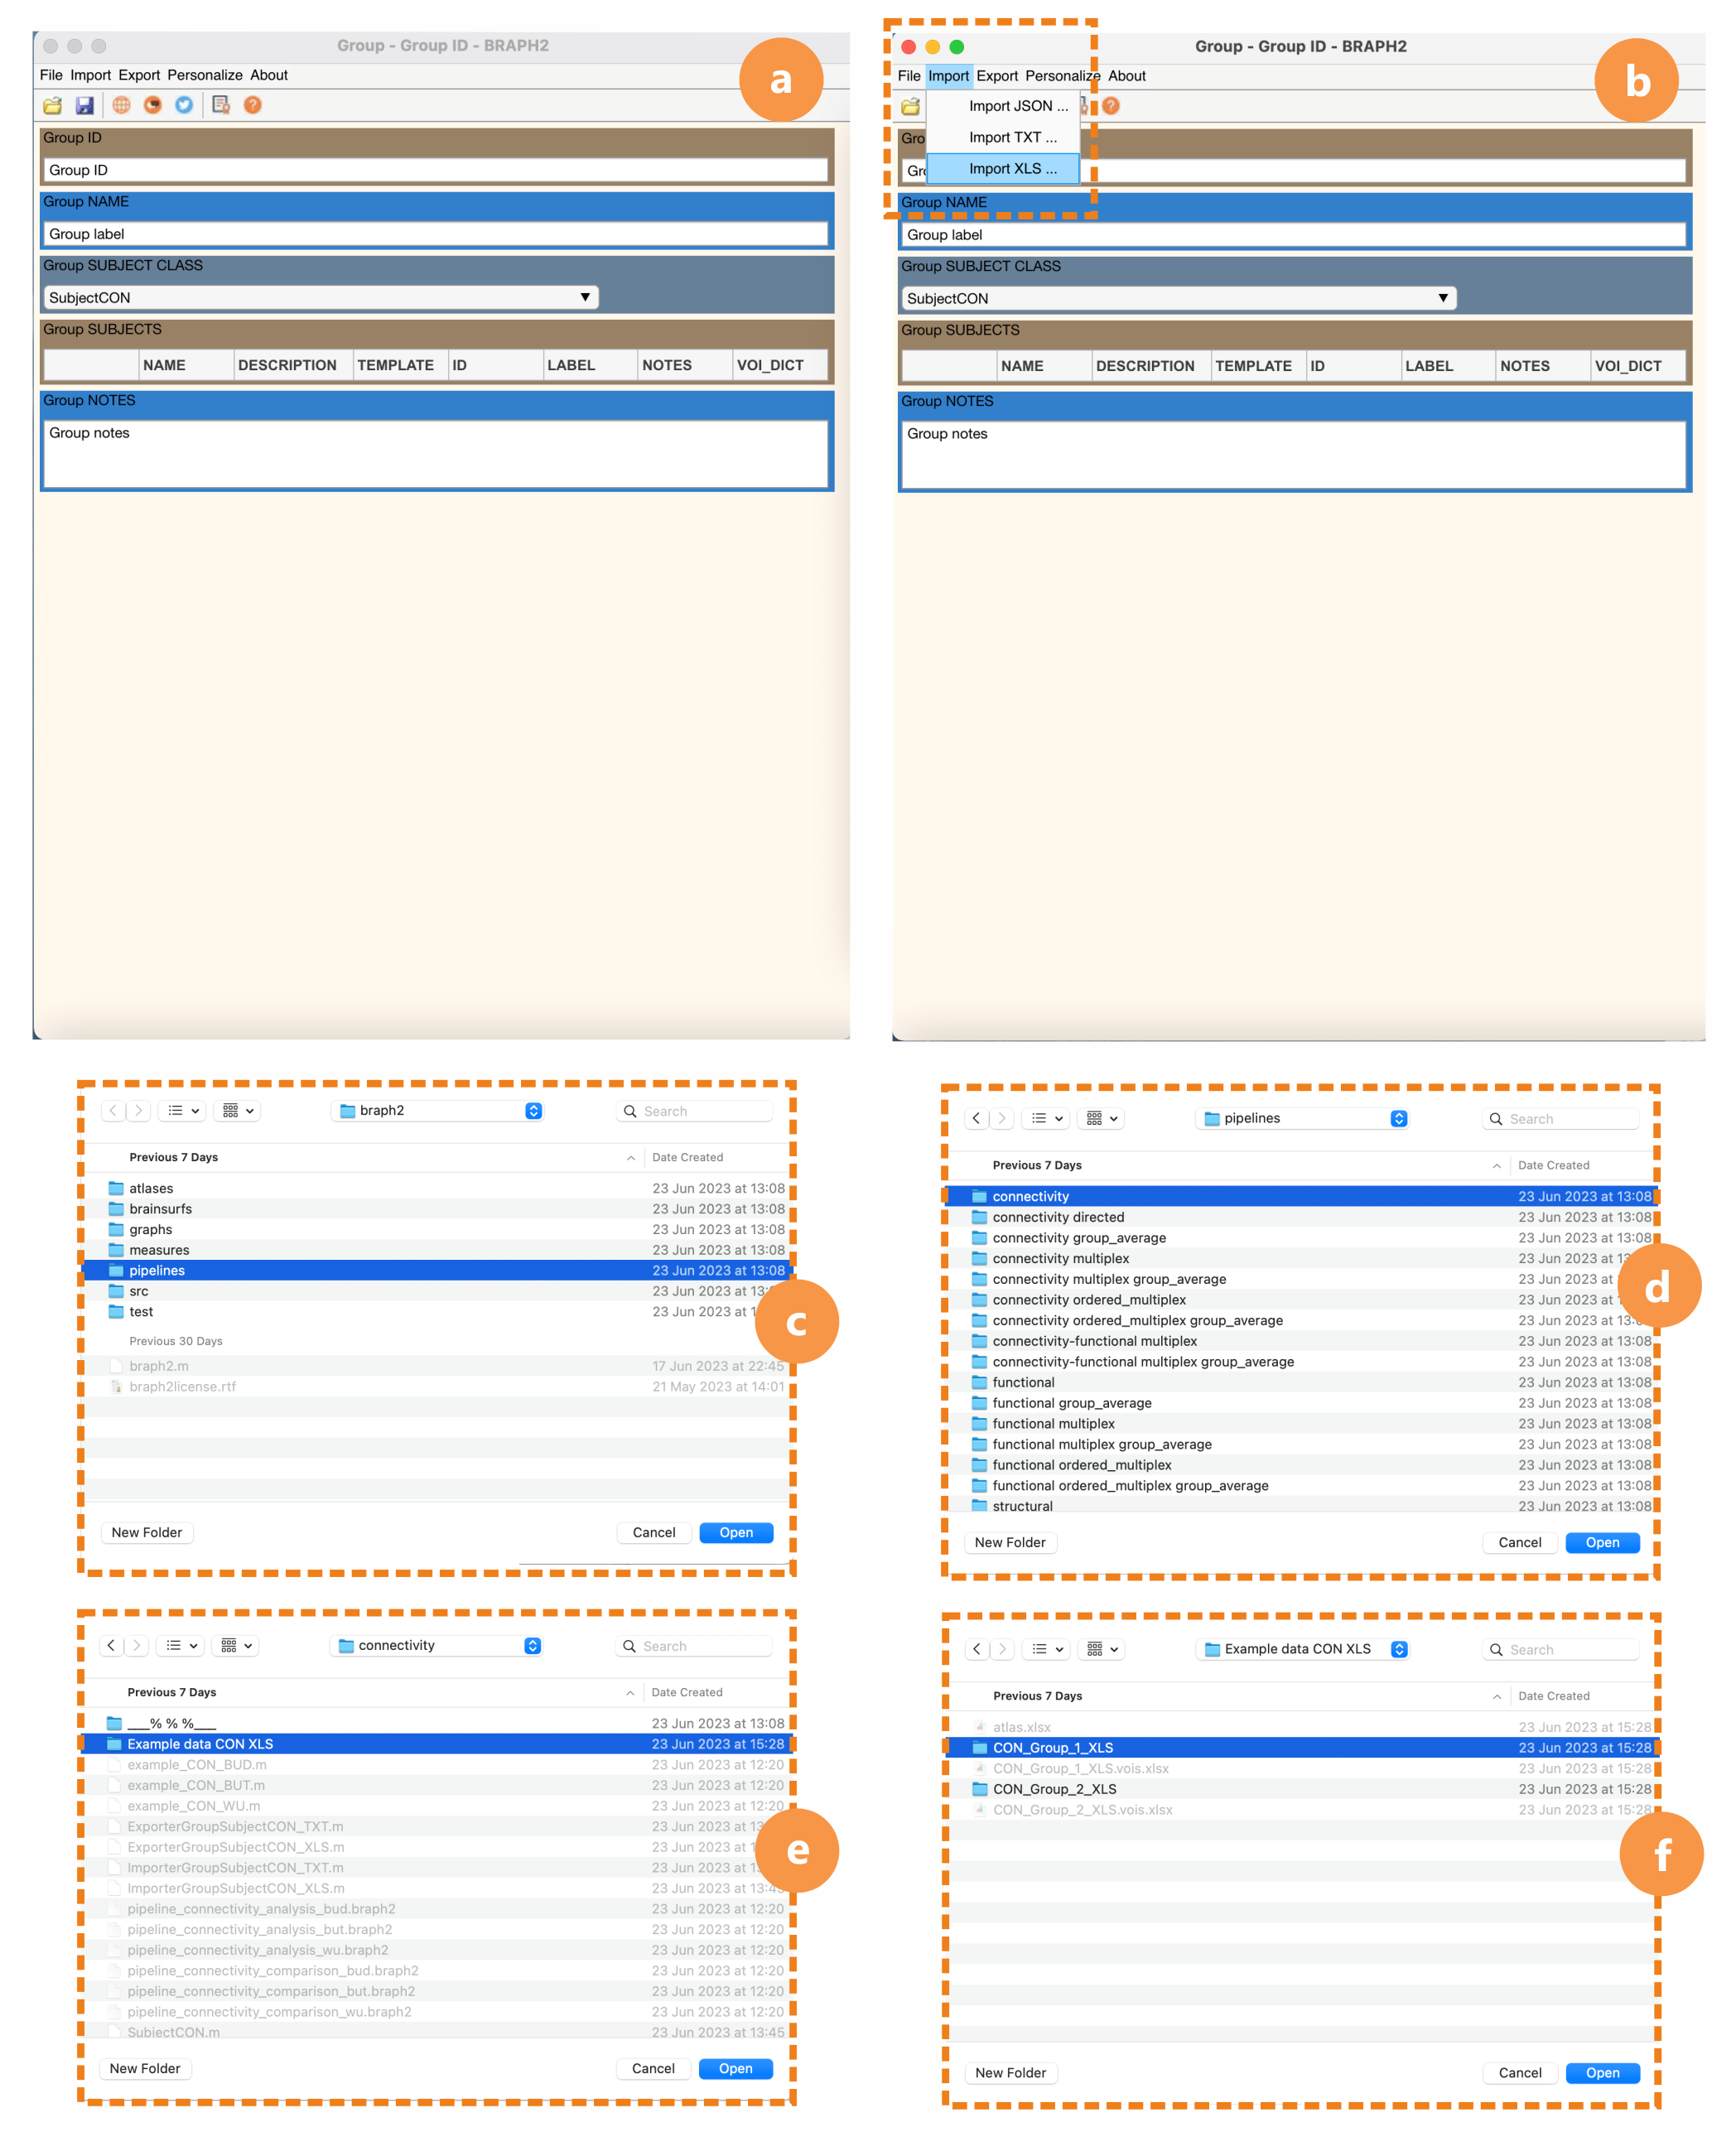 Group - Group ID - BRAPH2
a
File Import Export Personalize About
Group ID
Group ID
Group NAME
Group label
Group SUBJECT CLASS
SubjectCON
Group SUBJECTS
NAME DESCRIPTION TEMPLATE ID LABEL NOTES VOI_DICT
Group NOTES
Group notes
Group - Group ID - BRAPH2
b
File Import Export Personalize About
Import JSON ...
Import TXT ...
Import XLS ...
Group NAME
Group label
Group SUBJECT CLASS
SubjectCON
Group SUBJECTS
NAME DESCRIPTION TEMPLATE ID LABEL NOTES VOI_DICT
Group NOTES
Group notes
braph2
Search
Previous 7 Days Date Created
atlases 23 Jun 2023 at 13:08
brainsurfs 23 Jun 2023 at 13:08
graphs 23 Jun 2023 at 13:08
measures 23 Jun 2023 at 13:08
pipelines 23 Jun 2023 at 13:08
src 23 Jun 2023 at
test 23 Jun 2023 at
c
Previous 30 Days
braph2.m 17 Jun 2023 at 22:45
braph2license.rtf 21 May 2023 at 14:01
New Folder Cancel Open
pipelines
Search
Previous 7 Days Date Created
connectivity 23 Jun 2023 at 13:08
connectivity directed 23 Jun 2023 at 13:08
connectivity group_average 23 Jun 2023 at 13:08
connectivity multiplex 23 Jun 2023 at
connectivity multiplex group_average 23 Jun 2023 at
connectivity ordered_multiplex 23 Jun 2023 at
connectivity ordered_multiplex group_average 23 Jun 2023 at
connectivity-functional multiplex 23 Jun 2023 at 13:08
connectivity-functional multiplex group_average 23 Jun 2023 at 13:08
functional 23 Jun 2023 at 13:08
functional group_average 23 Jun 2023 at 13:08
functional multiplex 23 Jun 2023 at 13:08
functional multiplex group_average 23 Jun 2023 at 13:08
functional ordered_multiplex 23 Jun 2023 at 13:08
functional ordered_multiplex group_average 23 Jun 2023 at 13:08
structural 23 Jun 2023 at 13:08
d
New Folder Cancel Open
connectivity
Search
Previous 7 Days Date Created
___% % %___ 23 Jun 2023 at 13:08
Example data CON XLS 23 Jun 2023 at 15:28
example_CON_BUD.m 23 Jun 2023 at 12:20
example_CON_BUT.m 23 Jun 2023 at 12:20
example_CON_WU.m 23 Jun 2023 at 12:20
ExporterGroupSubjectCON_TXT.m 23 Jun 2023 at
ExporterGroupSubjectCON_XLS.m 23 Jun 2023 at
ImporterGroupSubjectCON_TXT.m 23 Jun 2023 at
ImporterGroupSubjectCON_XLS.m 23 Jun 2023 at
pipeline_connectivity_analysis_bud.braph2 23 Jun 2023 at 12:20
pipeline_connectivity_analysis_but.braph2 23 Jun 2023 at 12:20
pipeline_connectivity_analysis_wu.braph2 23 Jun 2023 at 12:20
pipeline_connectivity_comparison_bud.braph2 23 Jun 2023 at 12:20
pipeline_connectivity_comparison_but.braph2 23 Jun 2023 at 12:20
pipeline_connectivity_comparison_wu.braph2 23 Jun 2023 at 12:20
SubjectCON.m 23 Jun 2023 at 13:45
e
New Folder Cancel Open
Example data CON XLS
Search
Previous 7 Days Date Created
atlas.xlsx 23 Jun 2023 at 15:28
CON_Group_1_XLS 23 Jun 2023 at 15:28
CON_Group_1_XLS.vois.xlsx 23 Jun 2023 at 15:28
CON_Group_2_XLS 23 Jun 2023 at 15:28
CON_Group_2_XLS.vois.xlsx 23 Jun 2023 at 15:28
f
New Folder Cancel Open